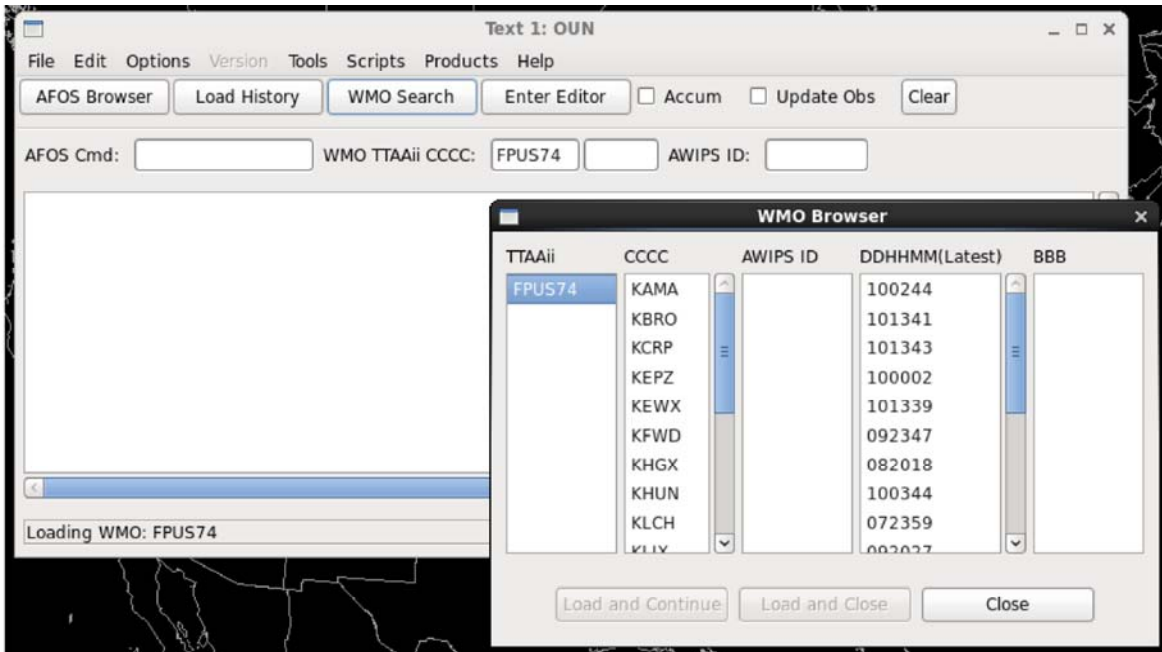 Text 1: OUN
File Edit Options Version Tools Scripts Products Help
AFOS Browser Load History WMO Search Enter Editor Accum Update Obs Clear
AFOS Cmd: WMO TTAAii CCCC: FPUS74 AWIPS ID:
WMO Browser
TTAAii CCCC AWIPS ID DDHHMM(Latest) BBB
FPUS74 KAMA 100244
KBRO 101341
KCRP 101343
KEPZ 100002
KEWX 101339
KFWD 092347
KHGX 082018
KHUN 100344
KLCH 072359
Loading WMO: FPUS74
Load and Continue Load and Close Close